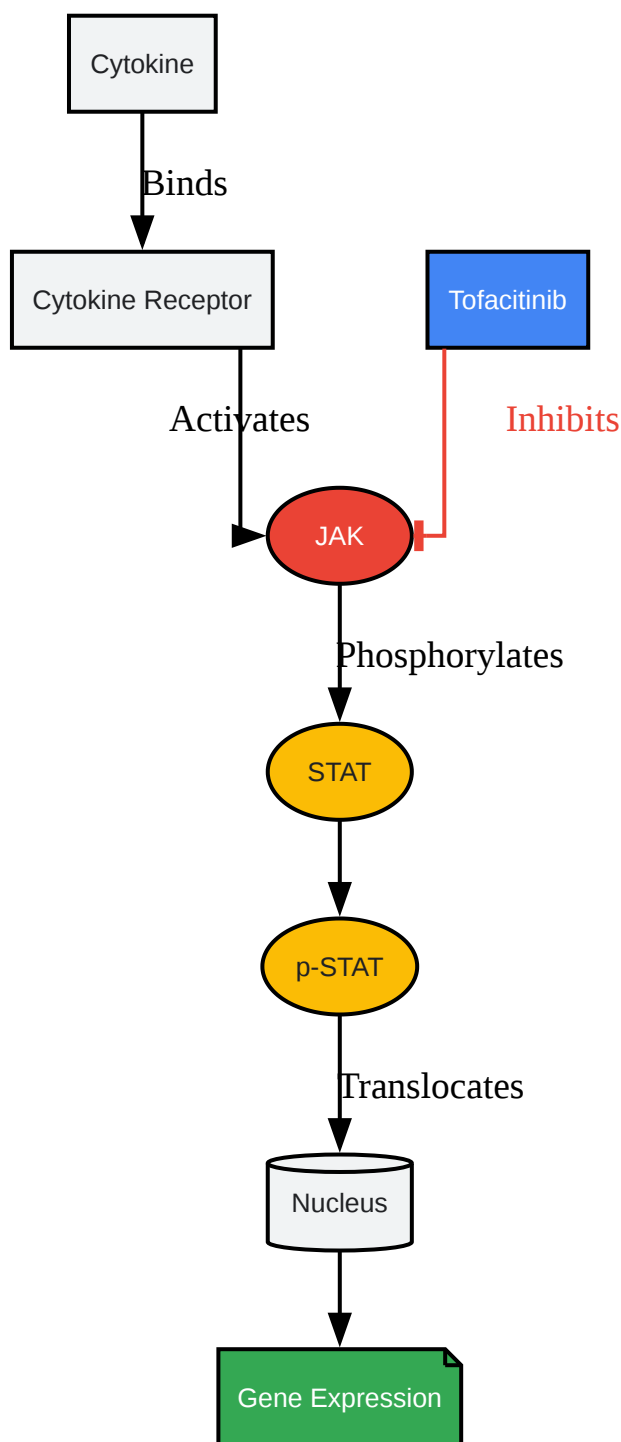 Cytokine
Binds
Cytokine Receptor
Tofacitinib
Activates
Inhibits
JAK
Phosphorylates
STAT
p-STAT
Translocates
Nucleus
Gene Expression